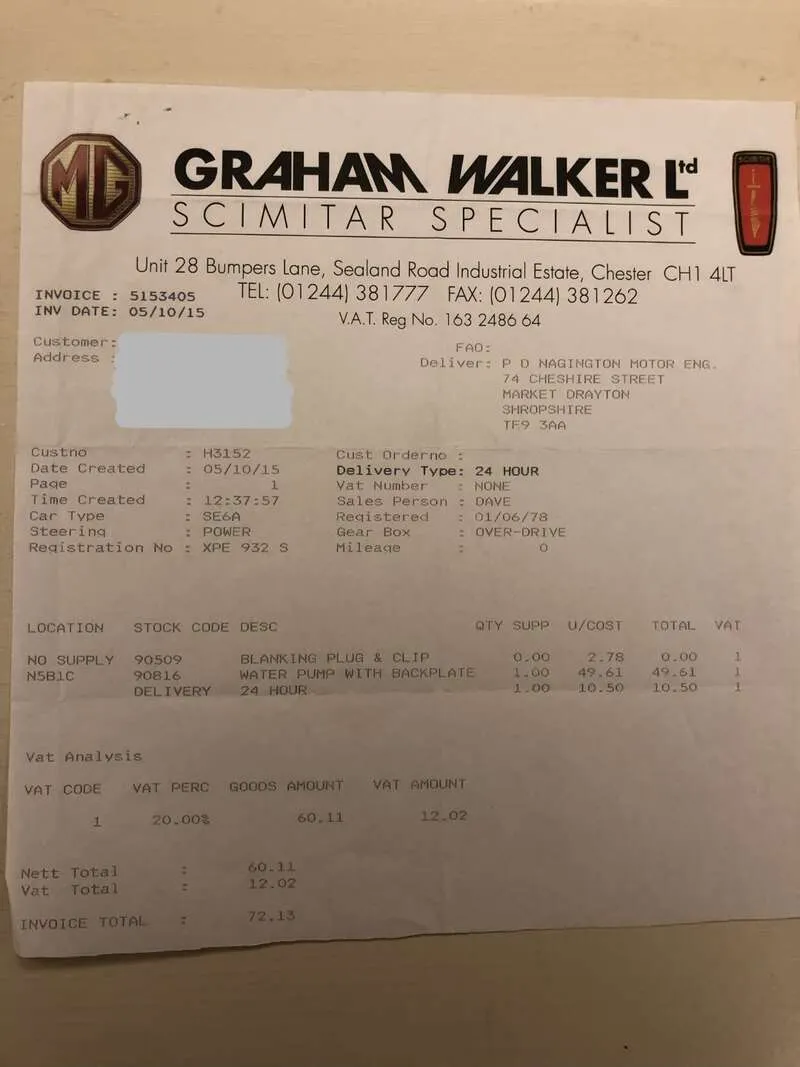 MG
GRAHAM WALKER Ltd
SCIMITAR SPECIALIST
SCIMITAR
Unit 28 Bumpers Lane, Sealand Road Industrial Estate, Chester CH1 4LT
TEL: (01244) 381777 FAX: (01244) 381262
V.A.T. Reg No. 163 2486 64
INVOICE : 5153405
INV DATE: 05/10/15
Customer:
Address :
FAO:
Deliver: P D NAGINGTON MOTOR ENG.
74 CHESHIRE STREET
MARKET DRAYTON
SHROPSHIRE
TF9 3AA
Custno : H3152 Cust Orderno :
Date Created : 05/10/15 Delivery Type: 24 HOUR
Page : 1 Vat Number : NONE
Time Created : 12:37:57 Sales Person : DAVE
Car Type : SE6A Registered : 01/06/78
Steering : POWER Gear Box : OVER-DRIVE
Registration No : XPE 932 S Mileage : 0
LOCATION STOCK CODE DESC QTY SUPP U/COST TOTAL VAT
NO SUPPLY 90509 BLANKING PLUG & CLIP 0.00 2.78 0.00 1
N5B1C 90816 WATER PUMP WITH BACKPLATE 1.00 49.61 49.61 1
DELIVERY 24 HOUR 1.00 10.50 10.50 1
Vat Analysis
VAT CODE VAT PERC GOODS AMOUNT VAT AMOUNT
1 20.00% 60.11 12.02
Nett Total : 60.11
Vat Total : 12.02
INVOICE TOTAL : 72.13